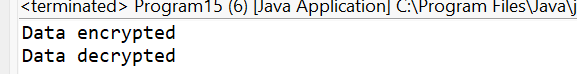 <terminated> Program15 (6) [Java Application] C:\Program Files\Java\j
Data encrypted
Data decrypted